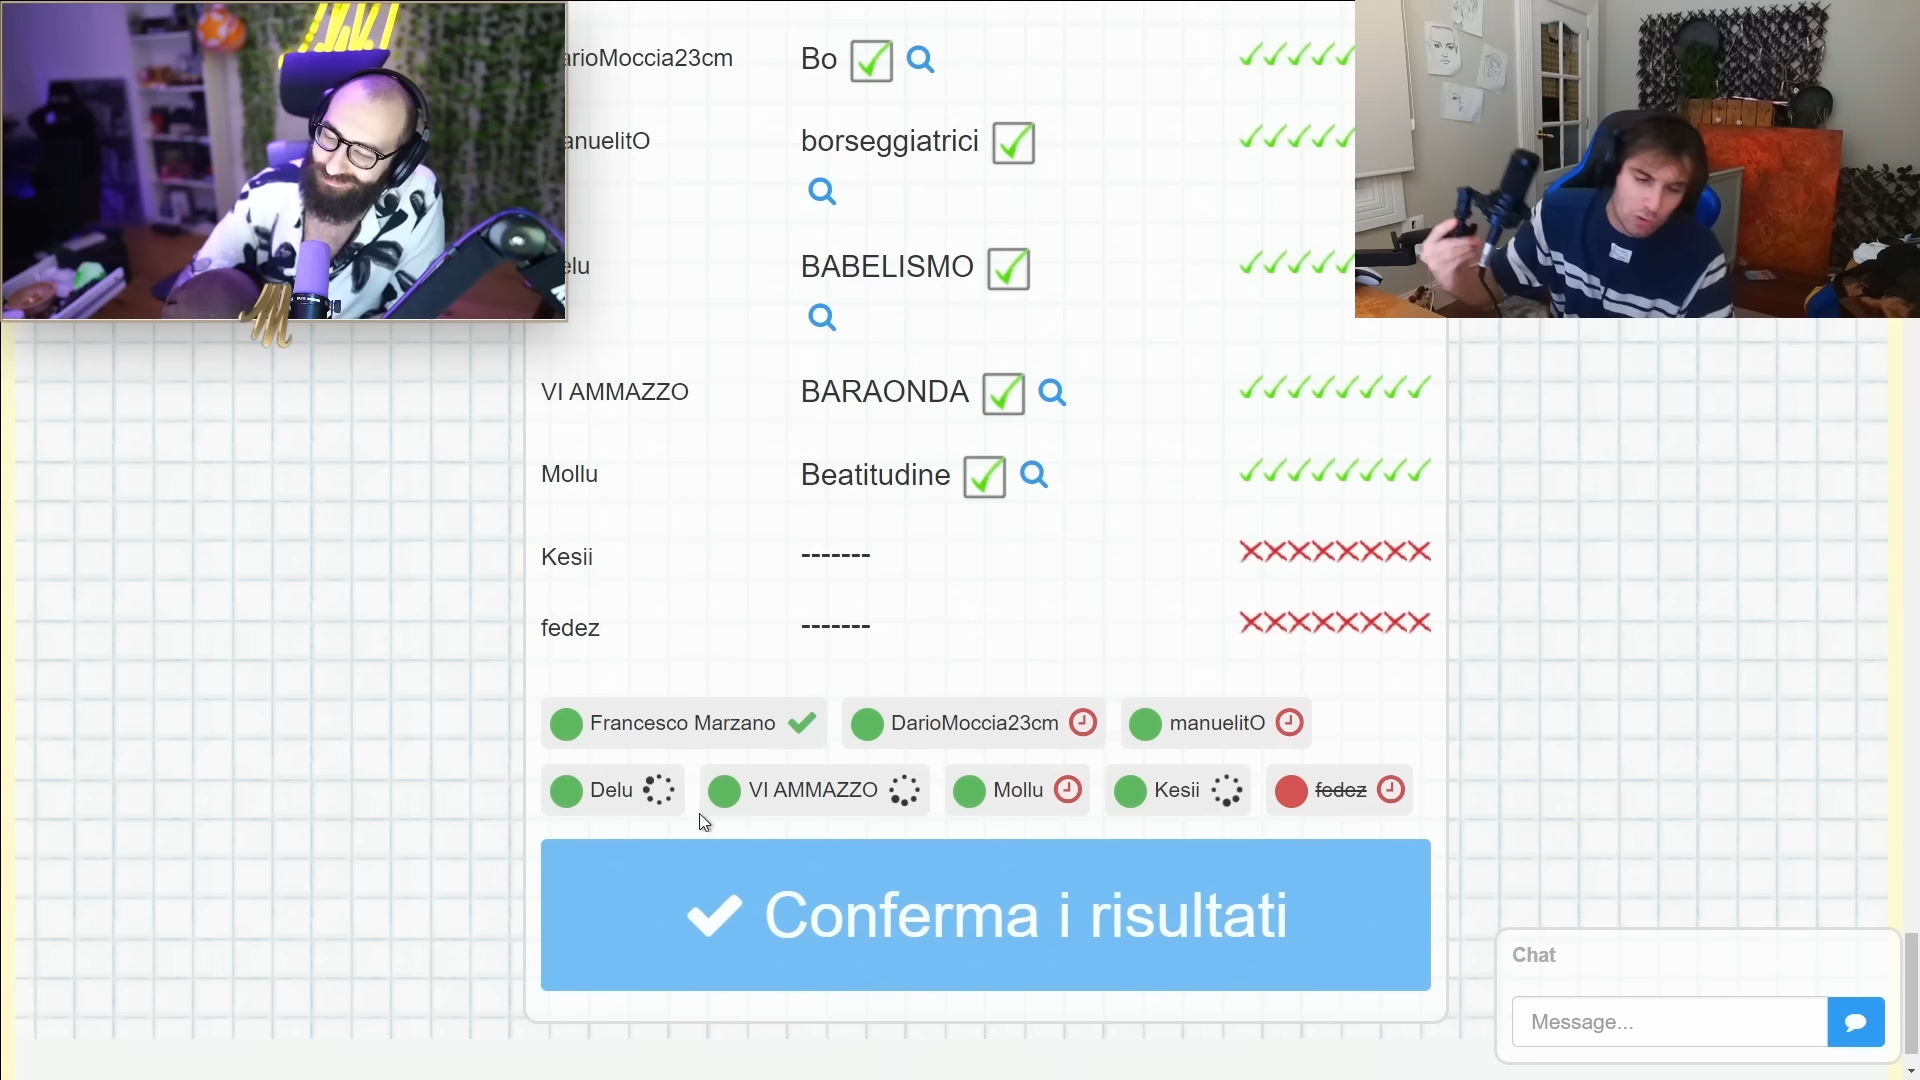 arioMoccia23cm Bo
anuelitO borseggiatrici
elu BABELISMO
VI AMMAZZO BARAONDA
Mollu Beatitudine
Kesii -------
fedez -------
Francesco Marzano DarioMoccia23cm manuelitO
Delu VI AMMAZZO Mollu Kesii fedez
Conferma i risultati
Chat
Message...